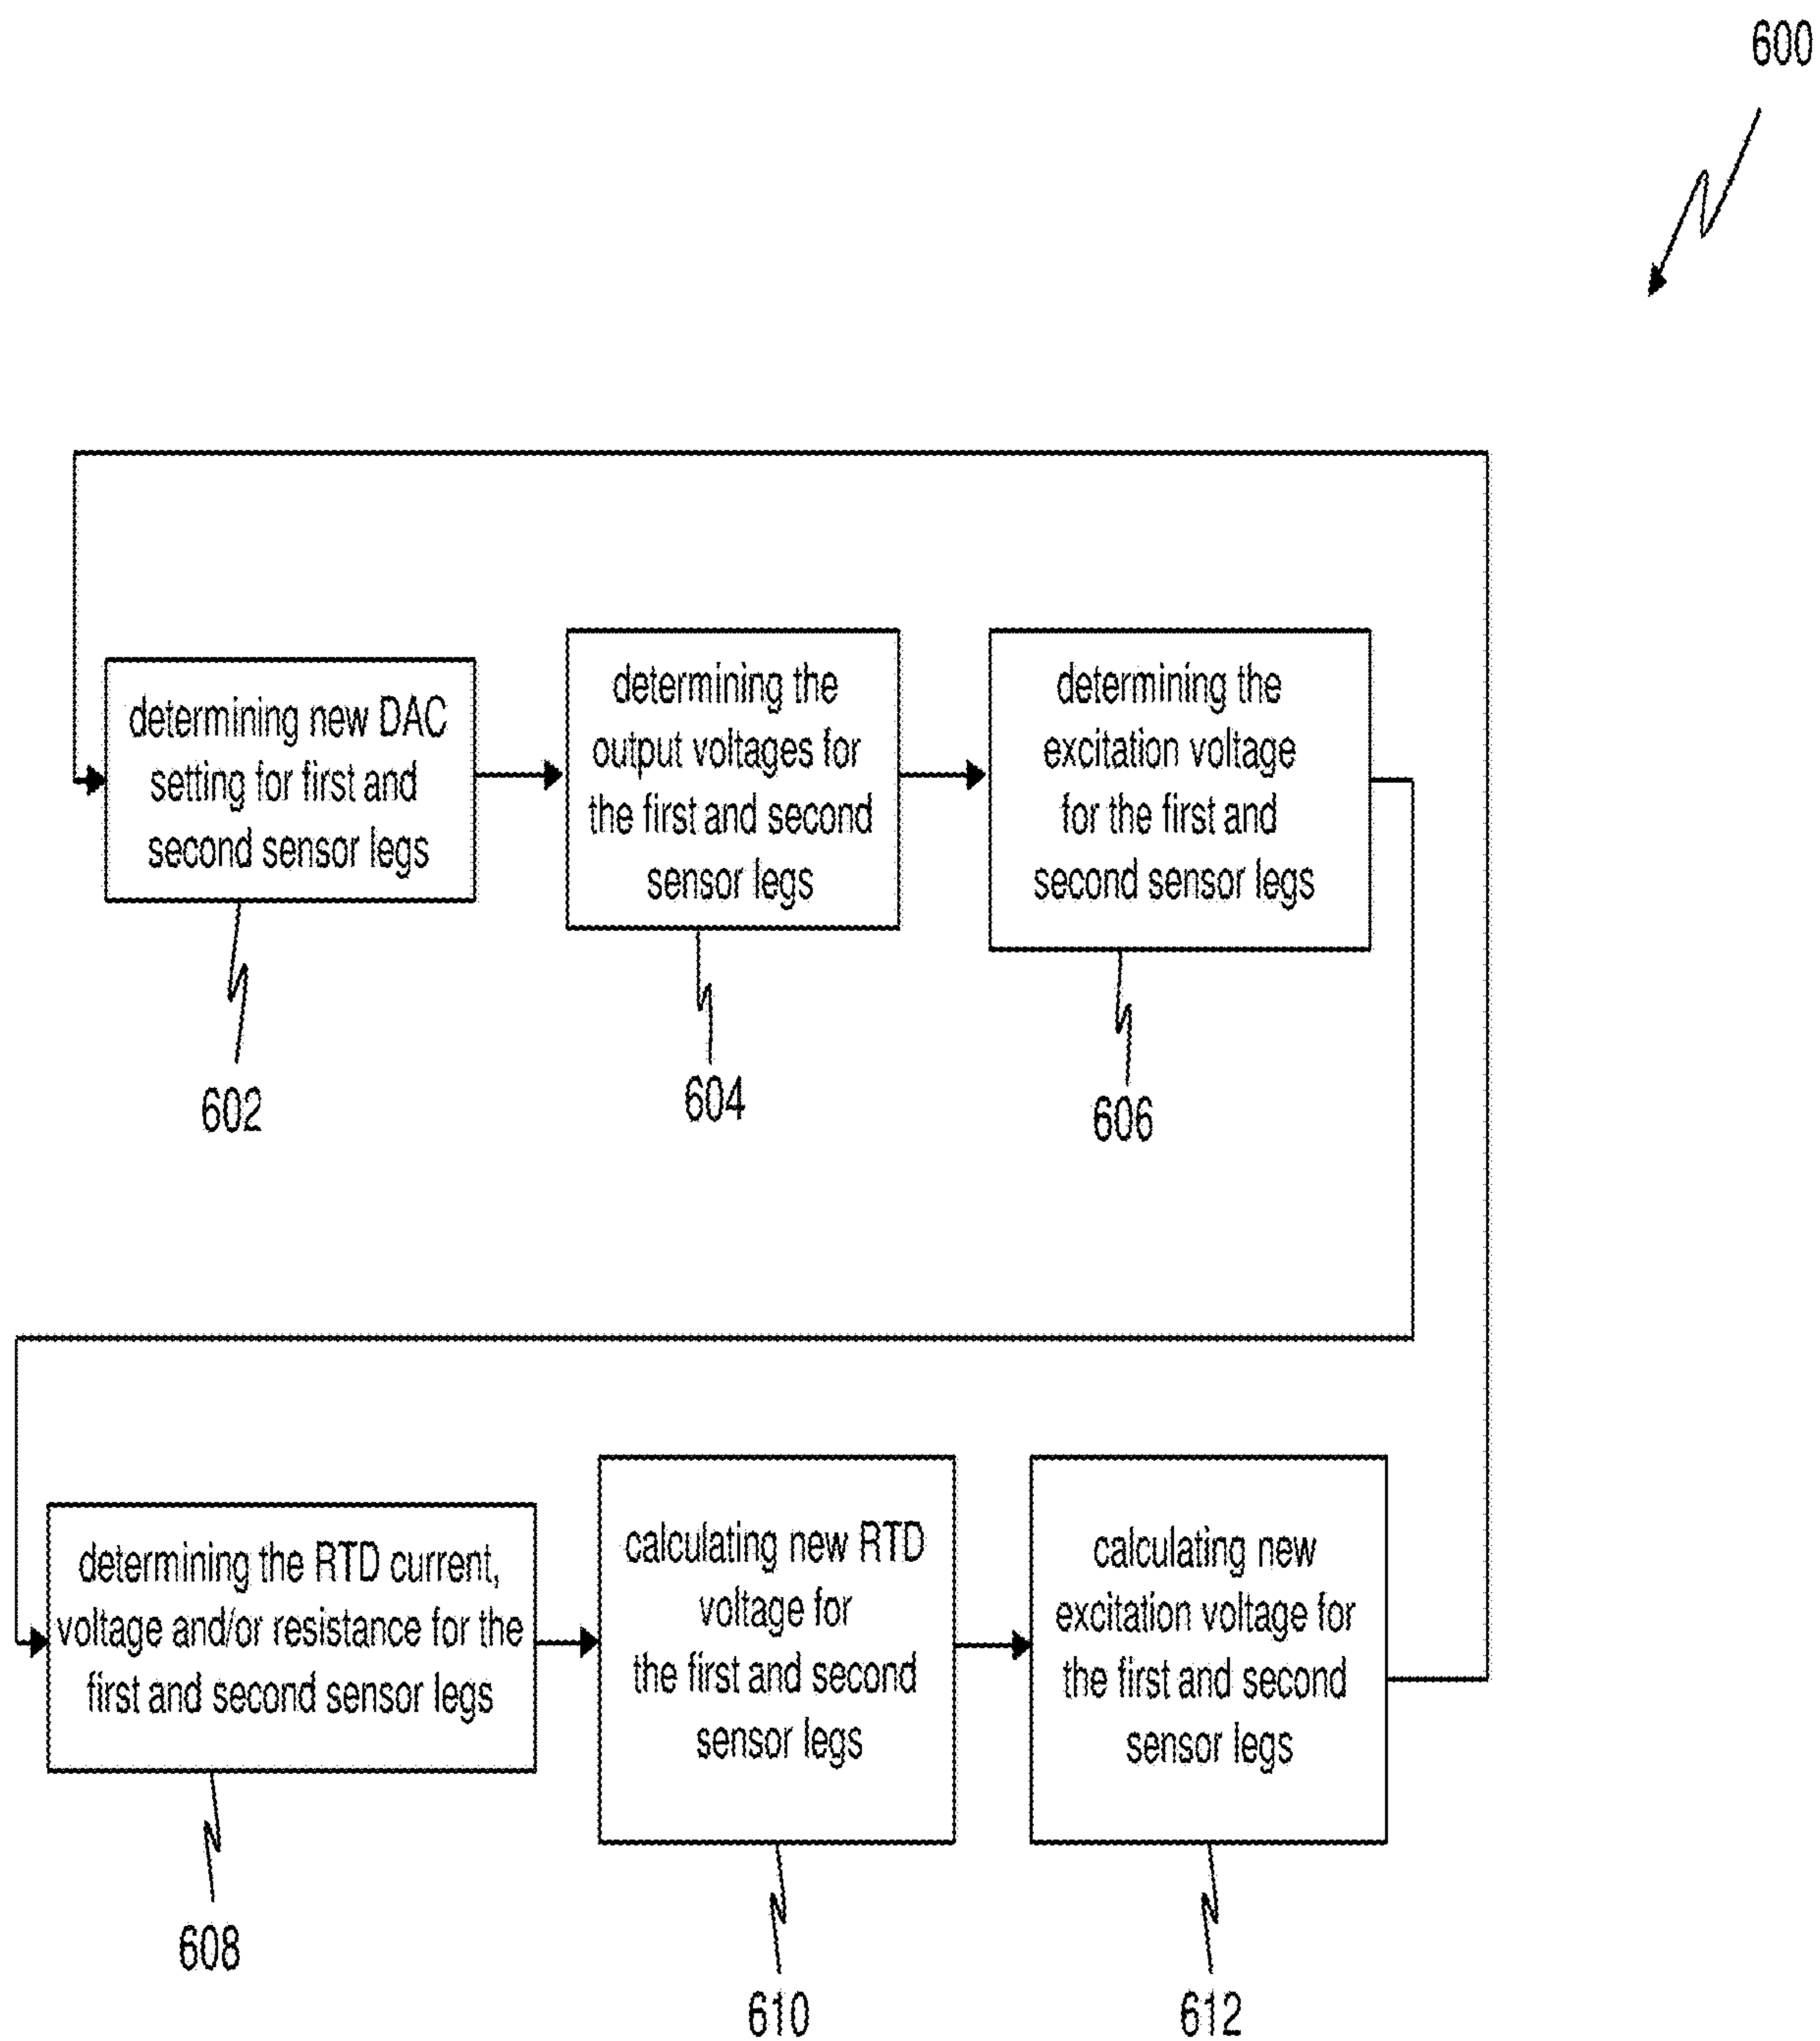 600
determining new DAC
setting for first and
second sensor legs
602
determining the
output voltages for
the first and second
sensor legs
604
determining the
excitation voltage
for the first and
second sensor legs
606
determining the RTD current,
voltage and/or resistance for the
first and second sensor legs
608
calculating new RTD
voltage for
the first and second
sensor legs
610
calculating new
excitation voltage for
the first and second
sensor legs
612